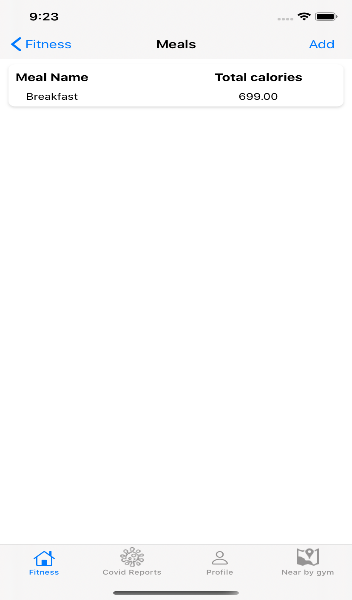 9:23
Fitness Meals Add
Meal Name Total calories
Breakfast 699.00
Fitness Covid Reports Profile Near by gym